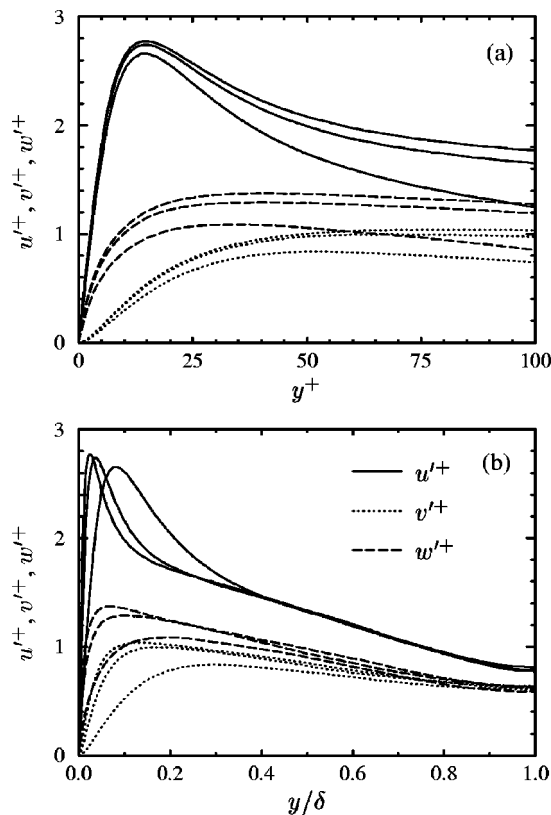 (a)
3
2
1
0
u′⁺, v′⁺, w′⁺
0 25 50 75 100
y⁺
(b)
3
2
1
0
u′⁺, v′⁺, w′⁺
u′⁺
v′⁺
w′⁺
0.0 0.2 0.4 0.6 0.8 1.0
y/δ